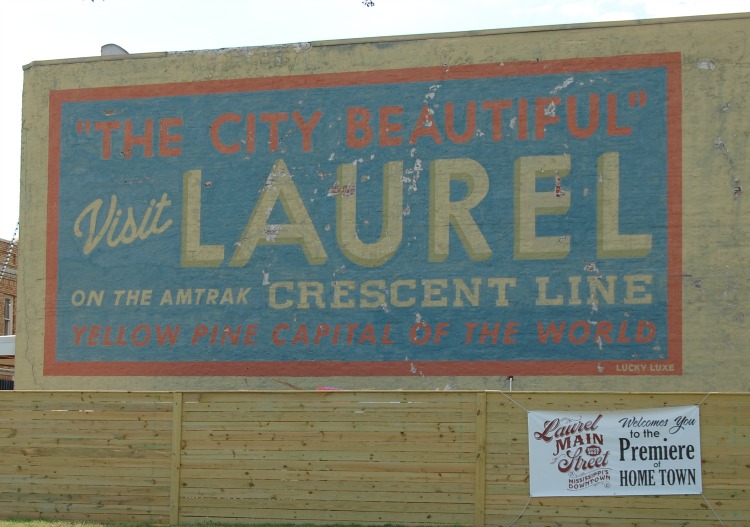 "THE CITY BEAUTIFUL"
Visit LAUREL
ON THE AMTRAK CRESCENT LINE
YELLOW PINE CAPITAL OF THE WORLD
LUCKY LUXE
Laurel
MAIN
Street
MISSISSIPPI'S
DOWNTOWN
Welcomes You
to the
Premiere
of
HOME TOWN